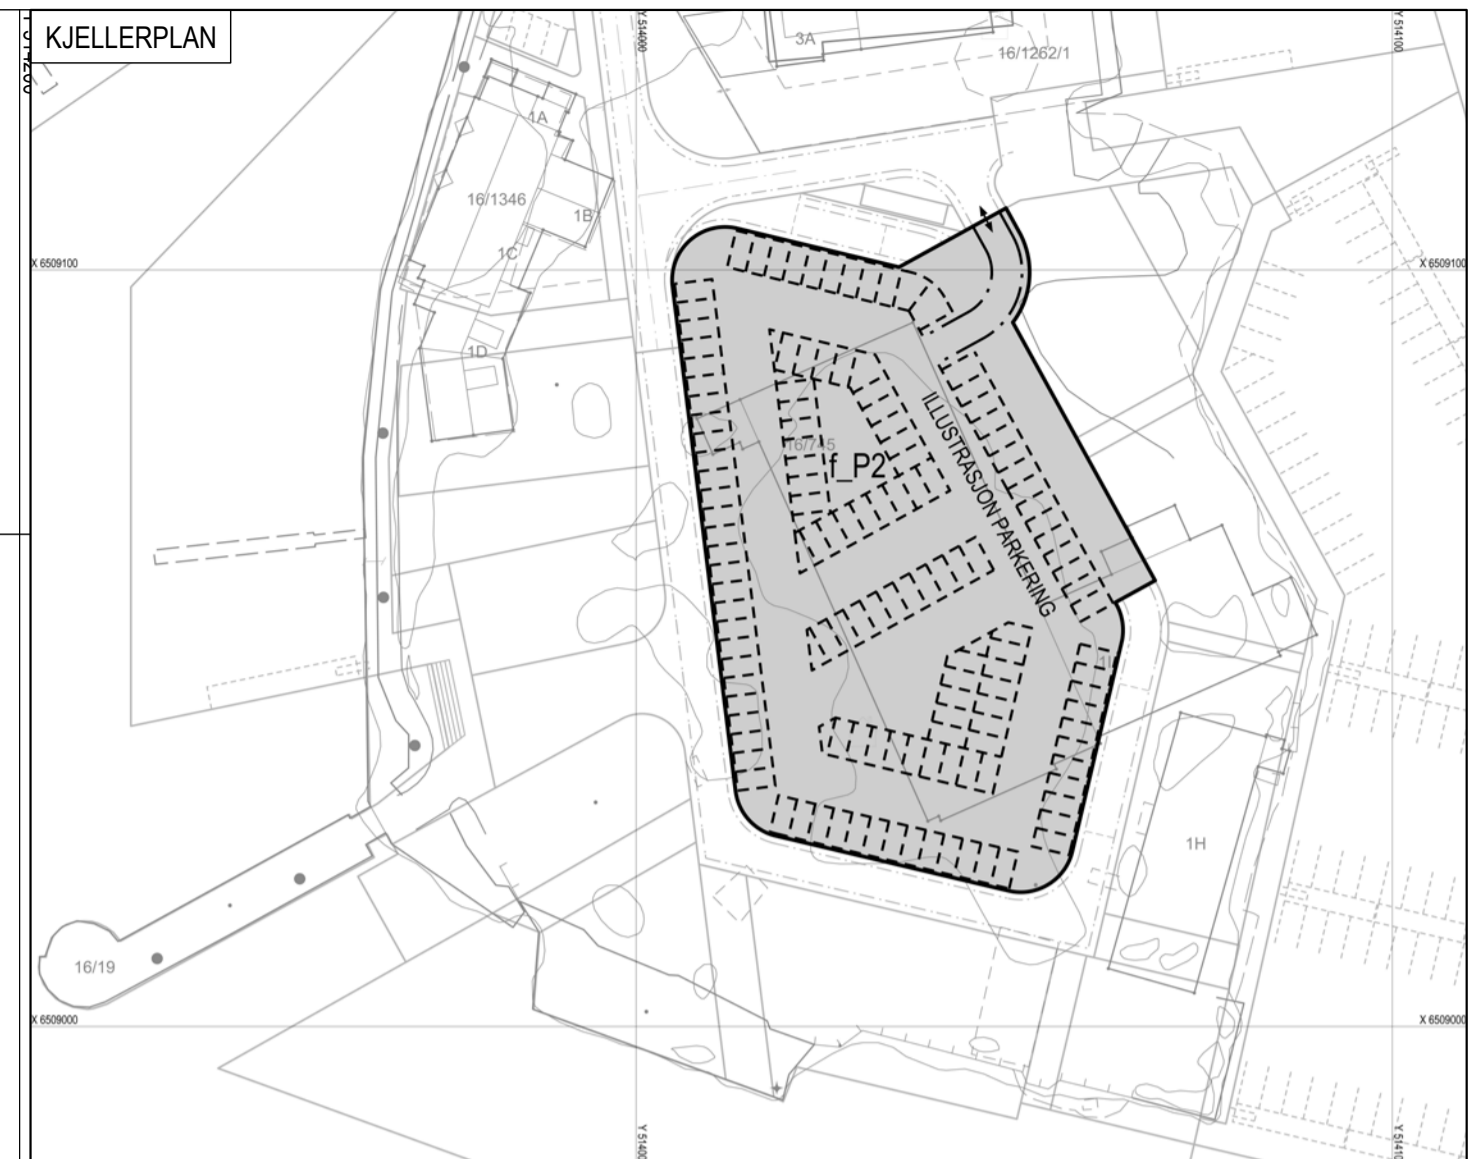 KJELLERPLAN
Y 514000
Y 514100
3A
16/1262/1
1A
16/1346
1B
1C
X 6509100
X 6509100
1D
ILLUSTRASJON PARKERING
16/745
f_P2
1H
16/19
X 6509000
X 6509000